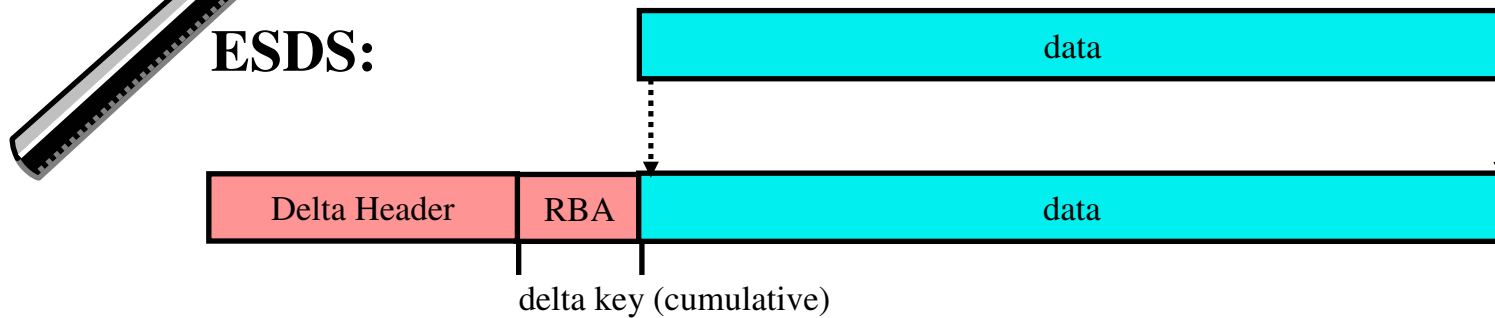 ESDS:
data
Delta Header
RBA
data
delta key (cumulative)